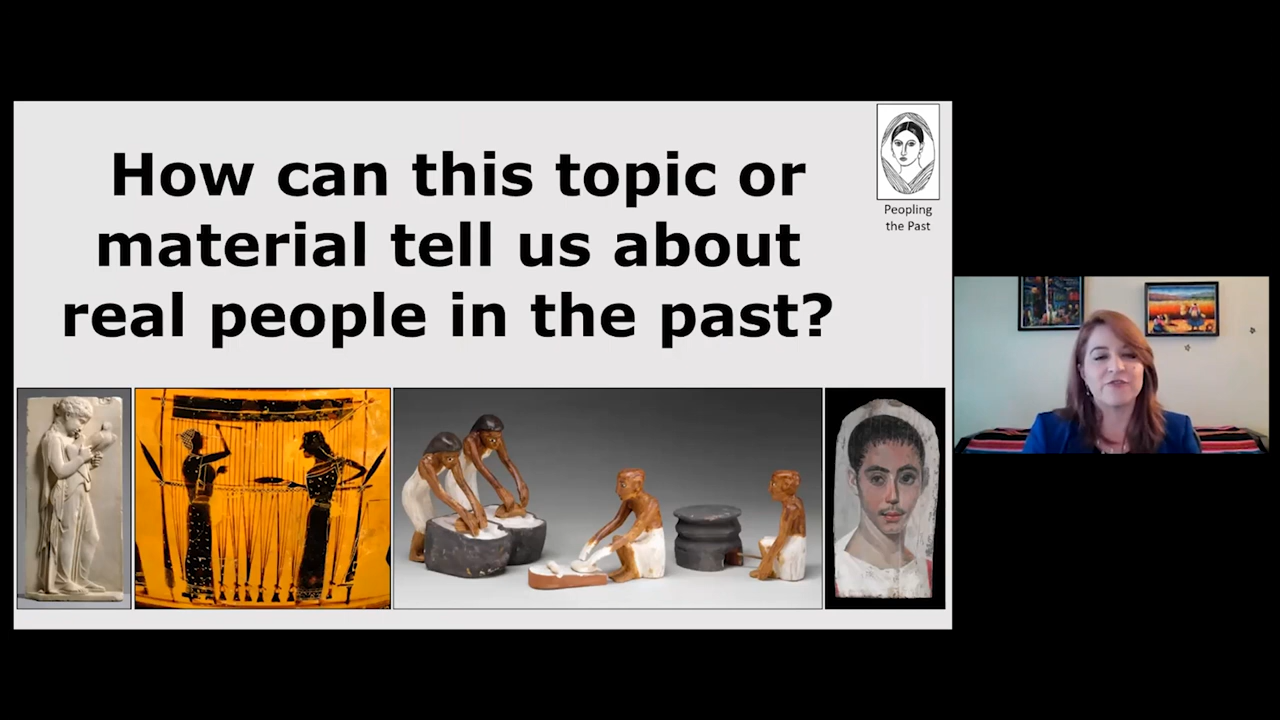 How can this topic or
material tell us about
real people in the past?
Peopling
the Past